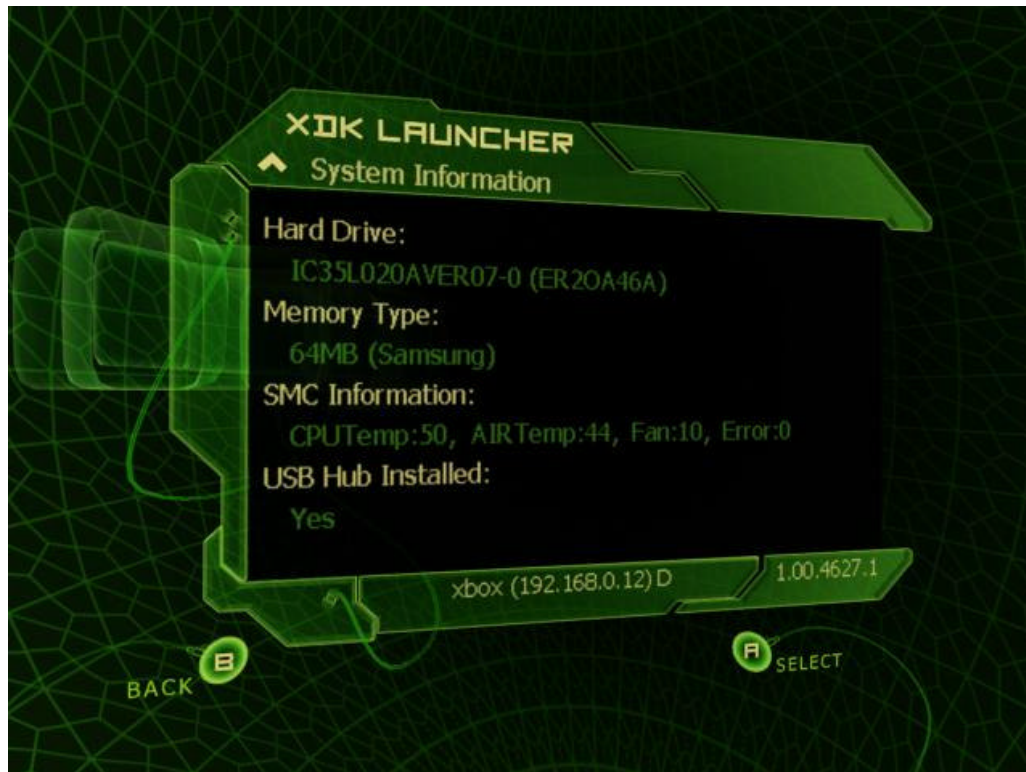 XDK LAUNCHER
System Information
Hard Drive:
IC35L020AVER07-0 (ER2OA46A)
Memory Type:
64MB (Samsung)
SMC Information:
CPUTemp:50, AIRTemp:44, Fan:10, Error:0
USB Hub Installed:
Yes
xbox (192.168.0.12) D
1.00.4627.1
B
BACK
A
SELECT